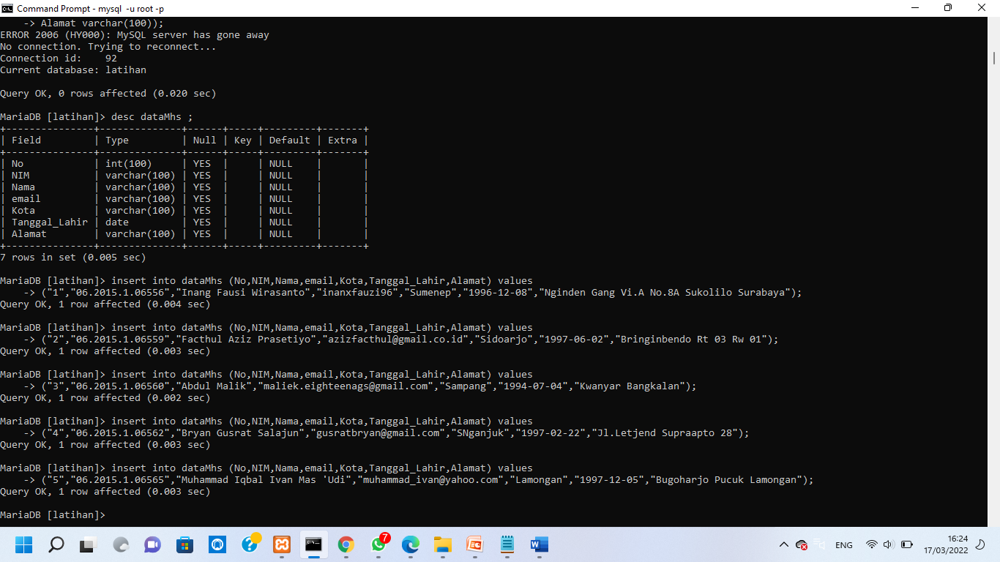 Command Prompt - mysql  -u root -p
    -> Alamat varchar(100));
ERROR 2006 (HY000): MySQL server has gone away
No connection. Trying to reconnect...
Connection id:    92
Current database: latihan
Query OK, 0 rows affected (0.020 sec)
MariaDB [latihan]> desc dataMhs ;
+---------------+--------------+------+-----+---------+-------+
| Field         | Type         | Null | Key | Default | Extra |
+---------------+--------------+------+-----+---------+-------+
| No            | int(100)     | YES  |     | NULL    |       |
| NIM           | varchar(100) | YES  |     | NULL    |       |
| Nama          | varchar(100) | YES  |     | NULL    |       |
| email         | varchar(100) | YES  |     | NULL    |       |
| Kota          | varchar(100) | YES  |     | NULL    |       |
| Tanggal_Lahir | date         | YES  |     | NULL    |       |
| Alamat        | varchar(100) | YES  |     | NULL    |       |
+---------------+--------------+------+-----+---------+-------+
7 rows in set (0.005 sec)
MariaDB [latihan]> insert into dataMhs (No,NIM,Nama,email,Kota,Tanggal_Lahir,Alamat) values
    -> ("1","06.2015.1.06556","Inang Fausi Wirasanto","inanxfauzi96","Sumenep","1996-12-08","Nginden Gang Vi.A No.8A Sukolilo Surabaya");
Query OK, 1 row affected (0.004 sec)
MariaDB [latihan]> insert into dataMhs (No,NIM,Nama,email,Kota,Tanggal_Lahir,Alamat) values
    -> ("2","06.2015.1.06559","Facthul Aziz Prasetiyo","azizfacthul@gmail.co.id","Sidoarjo","1997-06-02","Bringinbendo Rt 03 Rw 01");
Query OK, 1 row affected (0.003 sec)
MariaDB [latihan]> insert into dataMhs (No,NIM,Nama,email,Kota,Tanggal_Lahir,Alamat) values
    -> ("3","06.2015.1.06560","Abdul Malik","maliek.eighteenags@gmail.com","Sampang","1994-07-04","Kwanyar Bangkalan");
Query OK, 1 row affected (0.002 sec)
MariaDB [latihan]> insert into dataMhs (No,NIM,Nama,email,Kota,Tanggal_Lahir,Alamat) values
    -> ("4","06.2015.1.06562","Bryan Gusrat Salajun","gusratbryan@gmail.com","SNganjuk","1997-02-22","Jl.Letjend Supraapto 28");
Query OK, 1 row affected (0.003 sec)
MariaDB [latihan]> insert into dataMhs (No,NIM,Nama,email,Kota,Tanggal_Lahir,Alamat) values
    -> ("5","06.2015.1.06565","Muhammad Iqbal Ivan Mas 'Udi","muhammad_ivan@yahoo.com","Lamongan","1997-12-05","Bugoharjo Pucuk Lamongan");
Query OK, 1 row affected (0.003 sec)
MariaDB [latihan]>
7
ENG
16:24
17/03/2022